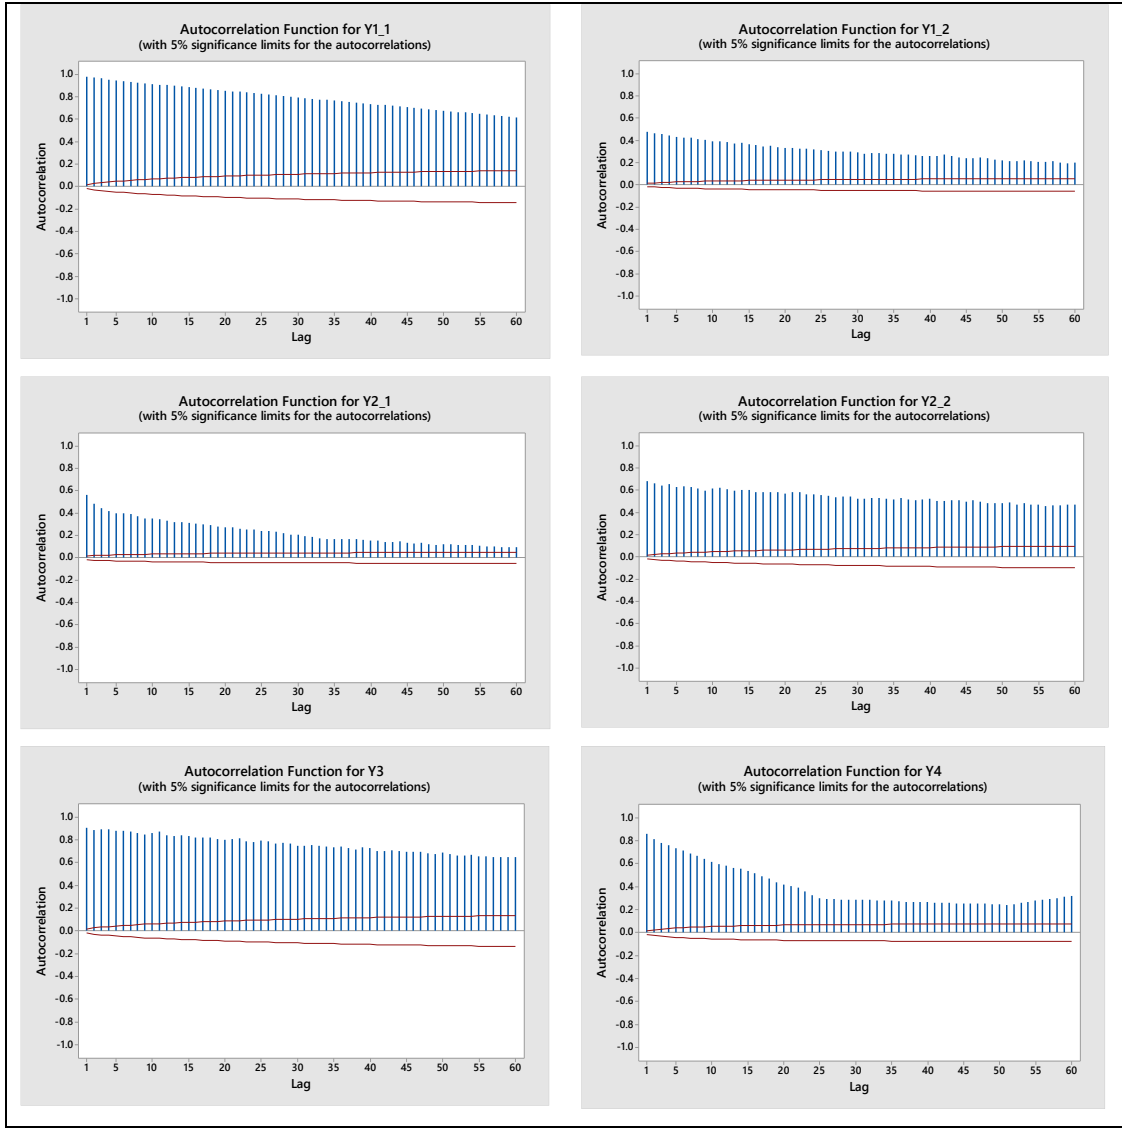 Autocorrelation Function for Y1_1
(with 5% significance limits for the autocorrelations)
1.0
0.8
0.6
0.4
0.2
0.0
-0.2
-0.4
-0.6
-0.8
-1.0
Autocorrelation
1 5 10 15 20 25 30 35 40 45 50 55 60
Lag
Autocorrelation Function for Y1_2
(with 5% significance limits for the autocorrelations)
1.0
0.8
0.6
0.4
0.2
0.0
-0.2
-0.4
-0.6
-0.8
-1.0
Autocorrelation
1 5 10 15 20 25 30 35 40 45 50 55 60
Lag
Autocorrelation Function for Y2_1
(with 5% significance limits for the autocorrelations)
1.0
0.8
0.6
0.4
0.2
0.0
-0.2
-0.4
-0.6
-0.8
-1.0
Autocorrelation
1 5 10 15 20 25 30 35 40 45 50 55 60
Lag
Autocorrelation Function for Y2_2
(with 5% significance limits for the autocorrelations)
1.0
0.8
0.6
0.4
0.2
0.0
-0.2
-0.4
-0.6
-0.8
-1.0
Autocorrelation
1 5 10 15 20 25 30 35 40 45 50 55 60
Lag
Autocorrelation Function for Y3
(with 5% significance limits for the autocorrelations)
1.0
0.8
0.6
0.4
0.2
0.0
-0.2
-0.4
-0.6
-0.8
-1.0
Autocorrelation
1 5 10 15 20 25 30 35 40 45 50 55 60
Lag
Autocorrelation Function for Y4
(with 5% significance limits for the autocorrelations)
1.0
0.8
0.6
0.4
0.2
0.0
-0.2
-0.4
-0.6
-0.8
-1.0
Autocorrelation
1 5 10 15 20 25 30 35 40 45 50 55 60
Lag